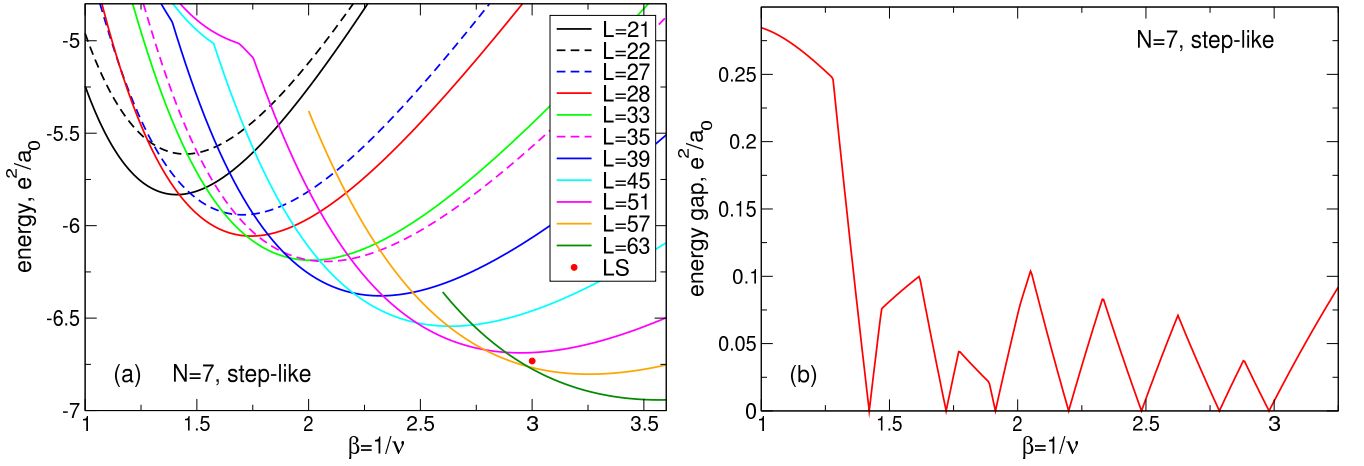 energy, e²/a₀
-5
-5.5
-6
-6.5
-7
1
1.5
2
2.5
3
3.5
β=1/ν
L=21
L=22
L=27
L=28
L=33
L=35
L=39
L=45
L=51
L=57
L=63
LS
(a) N=7, step-like
energy gap, e²/a₀
0.25
0.2
0.15
0.1
0.05
0
1
1.5
2
2.5
3
β=1/ν
N=7, step-like
(b)